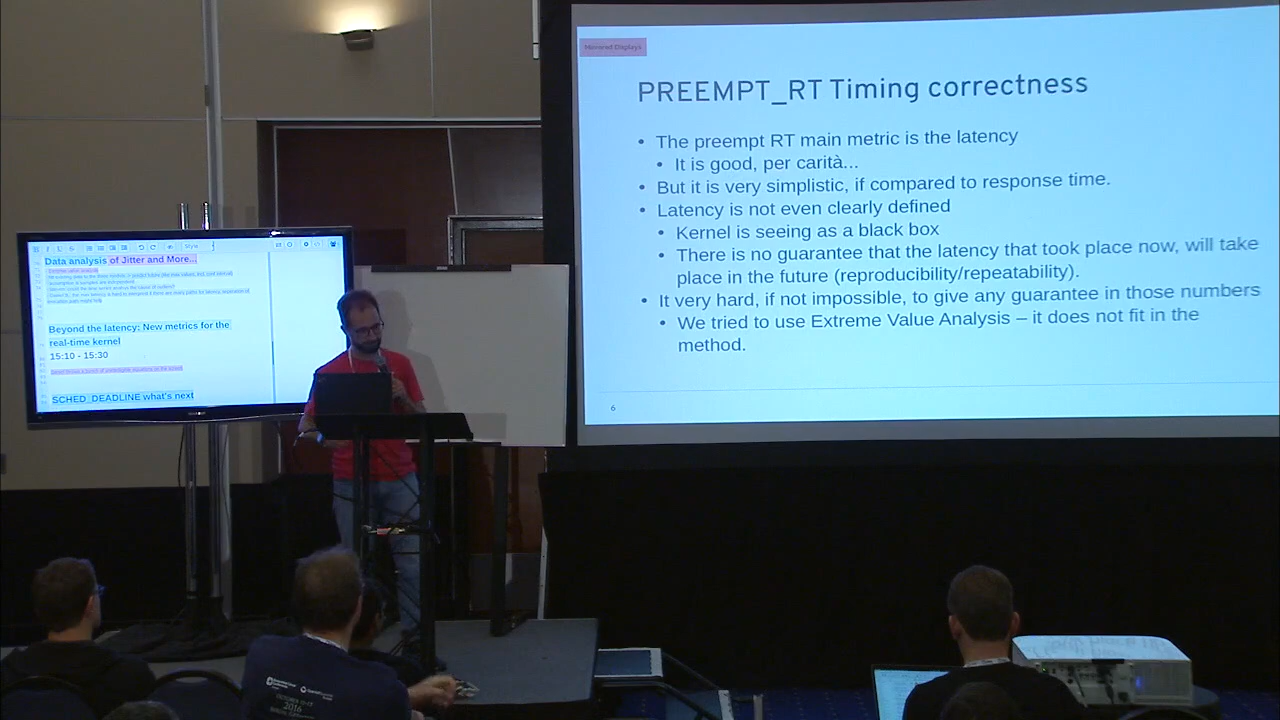 Mirrored Displays
PREEMPT_RT Timing correctness
• The preempt RT main metric is the latency
• It is good, per carità...
• But it is very simplistic, if compared to response time.
• Latency is not even clearly defined
• Kernel is seeing as a black box
• There is no guarantee that the latency that took place now, will take
place in the future (reproducibility/repeatability).
• It very hard, if not impossible, to give any guarantee in those numbers
• We tried to use Extreme Value Analysis – it does not fit in the
method.
6
Style
Data analysis of Jitter and More...
Beyond the latency: New metrics for the
real-time kernel
15:10 - 15:30
SCHED_DEADLINE what's next
2016